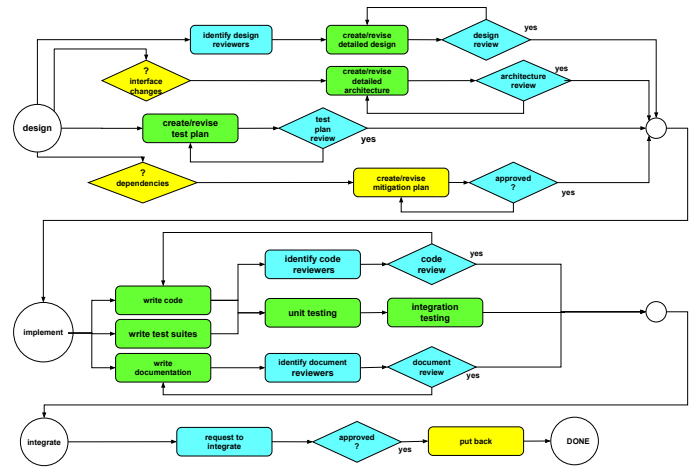 identify design
reviewers
create/revise
detailed design
design
review
yes
?
interface
changes
create/revise
detailed
architecture
architecture
review
yes
design
create/revise
test plan
test
plan
review
yes
?
dependencies
create/revise
mitigation plan
approved
?
yes
identify code
reviewers
code
review
yes
write code
unit testing
integration
testing
implement
write test suites
write
documentation
identify document
reviewers
document
review
yes
integrate
request to
integrate
approved
?
yes
put back
DONE